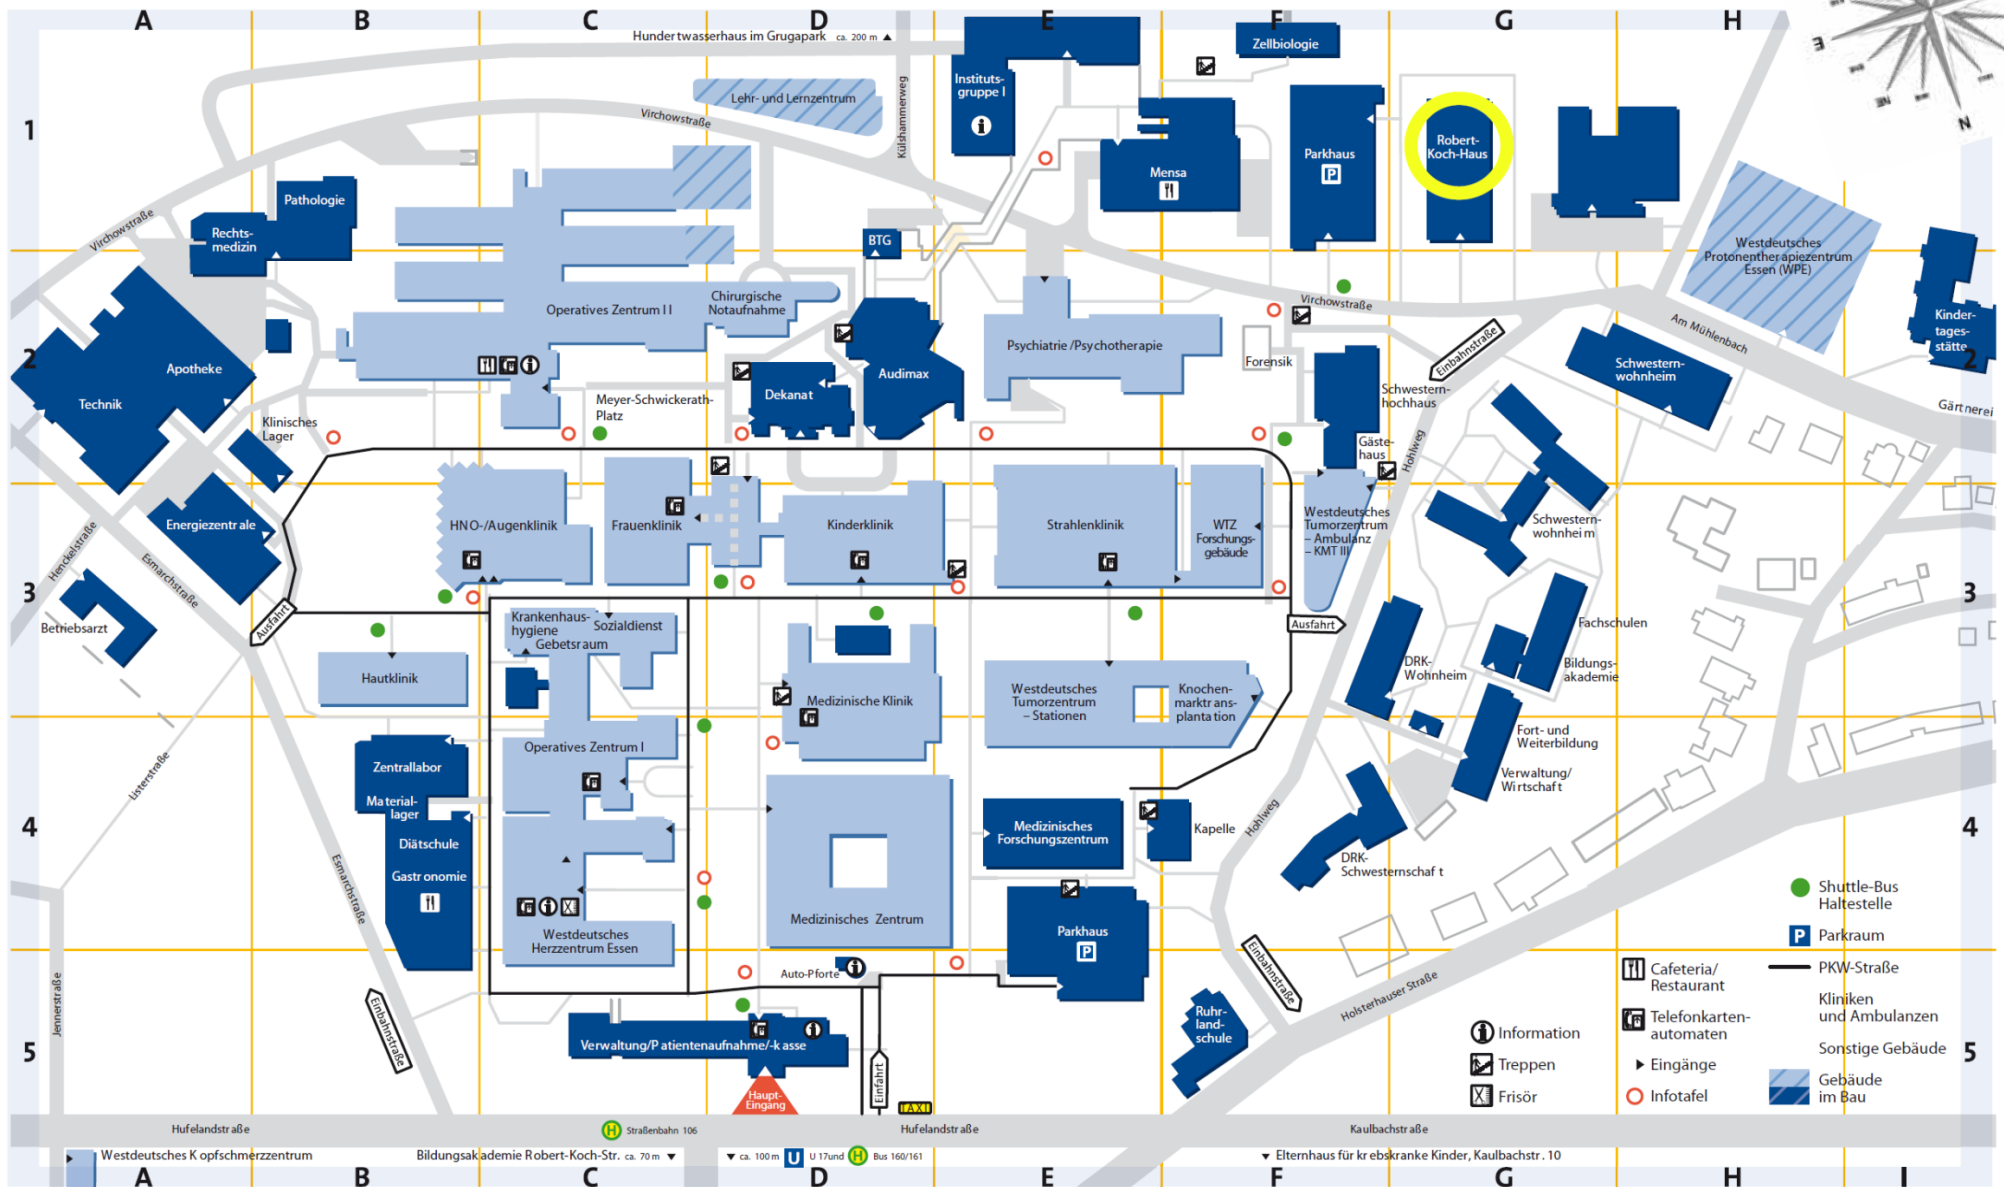 A B C D E F G H
Hundertwasserhaus im Grugapark ca. 200 m
Zellbiologie
Instituts-
gruppe I
Lehr- und Lernzentrum
Virchowstraße
Külshammerweg
E
NE
N
1
Robert-
Koch-Haus
Parkhaus
P
Mensa
Pathologie
Rechts-
medizin
Virchowstraße
BTG
Westdeutsches
Protonentherapiezentrum
Essen (WPE)
Operatives Zentrum II
Chirurgische
Notaufnahme
Virchowstraße
Am Mühlenbach
Kinder-
tages-
stätte
Einbahnstraße
2
2
Psychiatrie/Psychotherapie
Forensik
Schwestern-
wohnheim
Apotheke
Technik
Audimax
Dekanat
Meyer-Schwickerath-
Platz
Schwestern-
hochhaus
Gärtnerei
Klinisches
Lager
Gäste-
haus
Hohlweg
Energiezentrale
HNO-/Augenklinik
Frauenklinik
Kinderklinik
Strahlenklinik
WTZ
Forschungs-
gebäude
Westdeutsches
Tumorzentrum
– Ambulanz
– KMT III
Schwestern-
wohnheim
Henckelstraße
Esmarchstraße
3
3
Betriebsarzt
Ausfahrt
Krankenhaus-
hygiene
Sozialdienst
Gebetsraum
Ausfahrt
Fachschulen
Hautklinik
Medizinische Klinik
Westdeutsches
Tumorzentrum
– Stationen
Knochen-
marktrans-
plantation
DRK-
Wohnheim
Bildungs-
akademie
Operatives Zentrum I
Fort- und
Weiterbildung
Zentrallabor
Verwaltung/
Wirtschaft
Listerstraße
Material-
lager
Hohlweg
4
4
Diätschule
Medizinisches
Forschungszentrum
Kapelle
Gastronomie
DRK-
Schwesternschaft
Esmarchstraße
Medizinisches Zentrum
Westdeutsches
Herzzentrum Essen
Parkhaus
P
Shuttle-Bus
Haltestelle
P Parkraum
Auto-Pforte
Einbahnstraße
Holsterhauser Straße
Cafeteria/
Restaurant
PKW-Straße
Jennerstraße
Einbahnstraße
Ruhr-
land-
schule
Kliniken
und Ambulanzen
Information
Telefonkarten-
automaten
5
5
Verwaltung/Patientenaufnahme/-kasse
Sonstige Gebäude
Treppen
Eingänge
Gebäude
im Bau
Einfahrt
Haupt-
Eingang
Frisör
Infotafel
TAXI
Hufelandstraße
H Straßenbahn 106
Hufelandstraße
Kaulbachstraße
Westdeutsches Kopfschmerzzentrum
Bildungsakademie Robert-Koch-Str. ca. 70 m
ca. 100 m U U 17und H Bus 160/161
Elternhaus für krebskranke Kinder, Kaulbachstr. 10
A B C D E F G H I